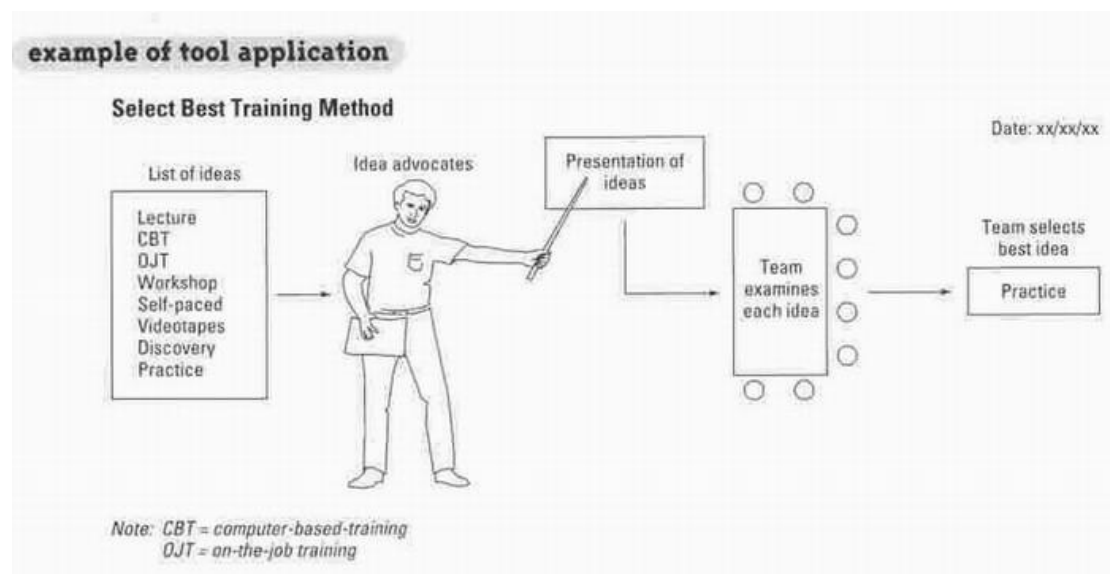 example of tool application
Select Best Training Method
Date: xx/xx/xx
List of ideas
Lecture
CBT
OJT
Workshop
Self-paced
Videotapes
Discovery
Practice
Idea advocates
Presentation of
ideas
Team
examines
each idea
Team selects
best idea
Practice
Note: CBT = computer-based-training
OJT = on-the-job training